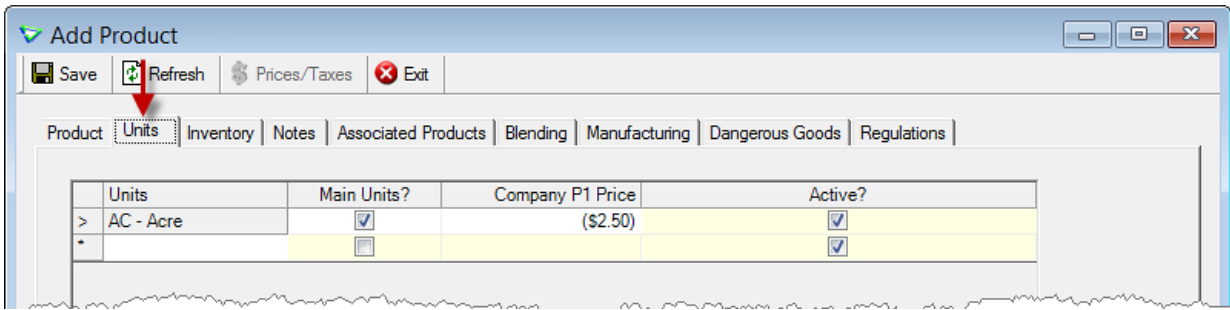 Add Product
Save Refresh Prices/Taxes Exit
Product Units Inventory Notes Associated Products Blending Manufacturing Dangerous Goods Regulations
Units Main Units? Company P1 Price Active?
> AC - Acre ($2.50)
*